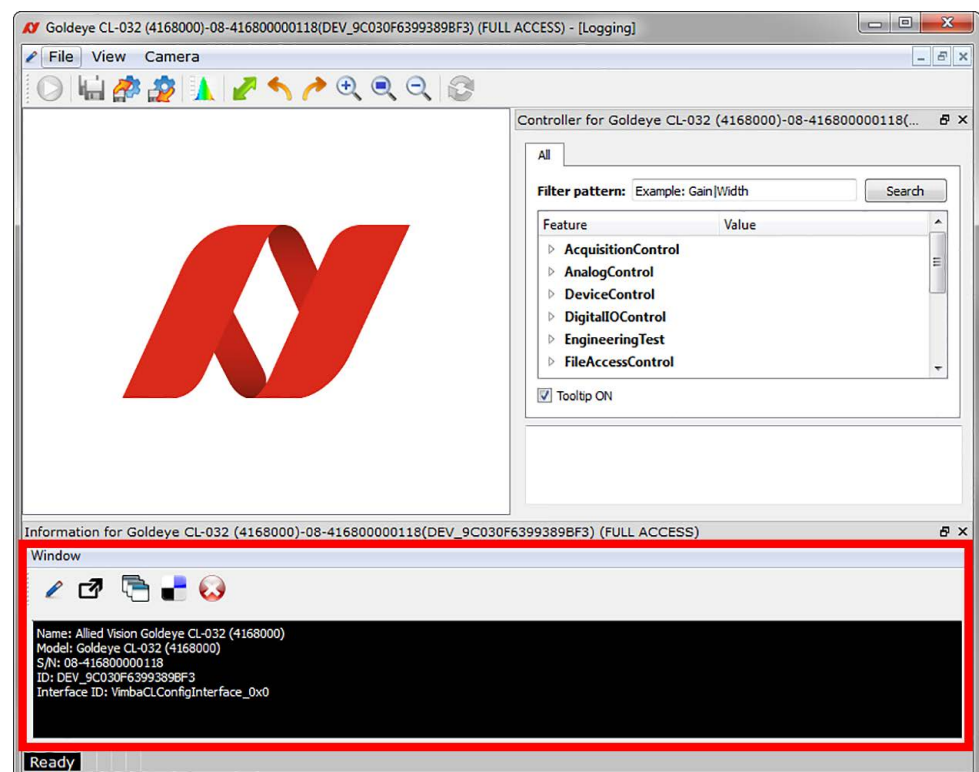 Goldeye CL-032 (4168000)-08-416800000118(DEV_9C030F6399389BF3) (FULL ACCESS) - [Logging]
File View Camera
Controller for Goldeye CL-032 (4168000)-08-416800000118(...
All
Filter pattern: Example: Gain|Width Search
Feature Value
AcquisitionControl
AnalogControl
DeviceControl
DigitalIOControl
EngineeringTest
FileAccessControl
Tooltip ON
Information for Goldeye CL-032 (4168000)-08-416800000118(DEV_9C030F6399389BF3) (FULL ACCESS)
Window
Name: Allied Vision Goldeye CL-032 (4168000)
Model: Goldeye CL-032 (4168000)
S/N: 08-416800000118
ID: DEV_9C030F6399389BF3
Interface ID: VimbaCLConfigInterface_0x0
Ready